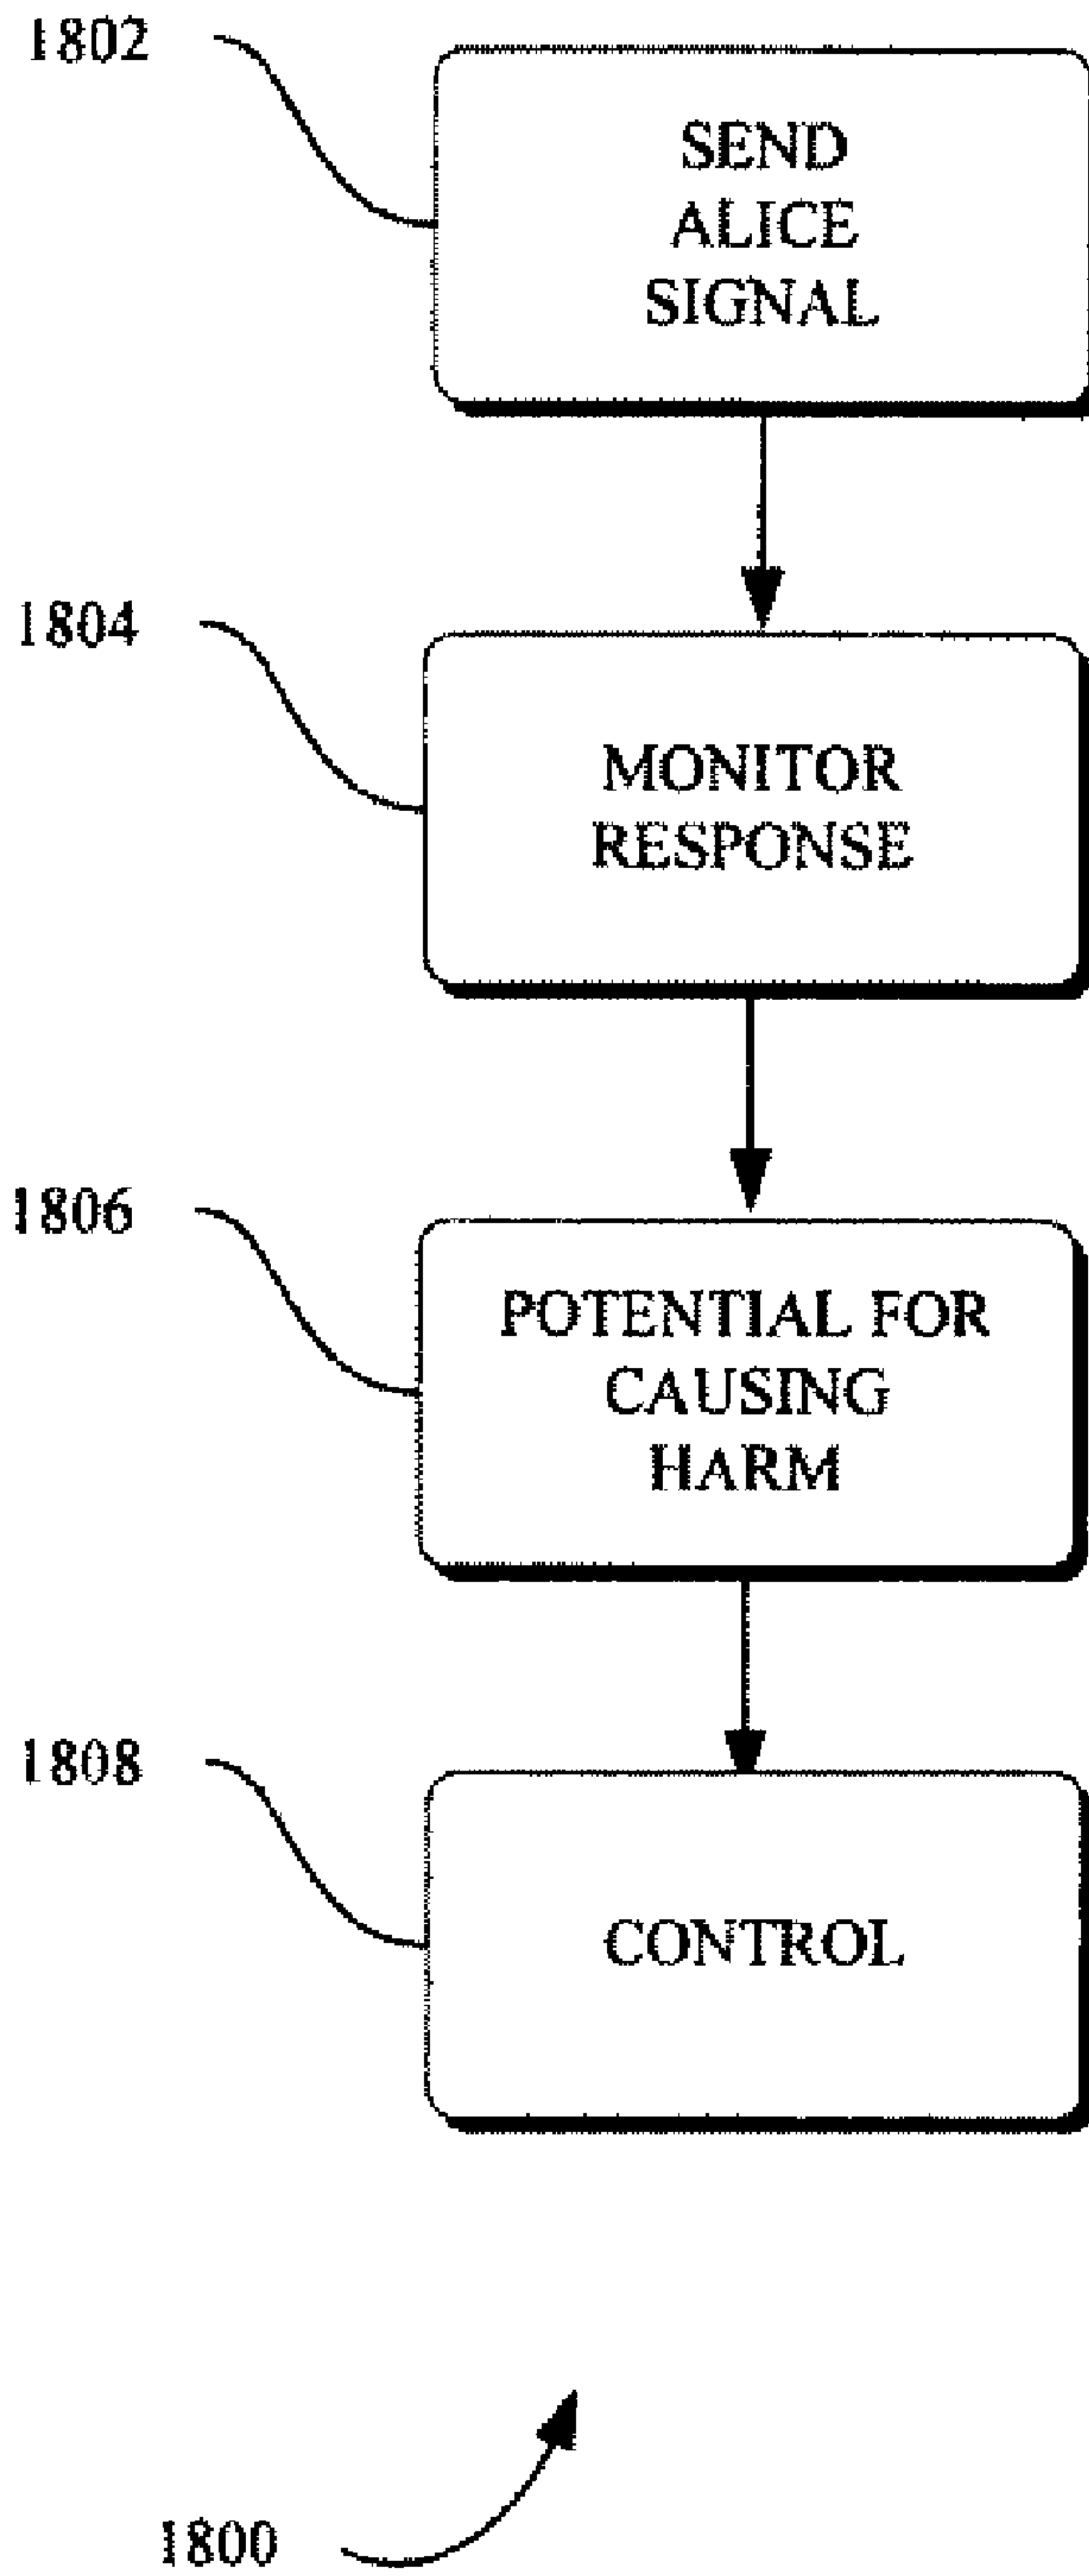 1802
SEND
ALICE
SIGNAL
1804
MONITOR
RESPONSE
1806
POTENTIAL FOR
CAUSING
HARM
1808
CONTROL
1800